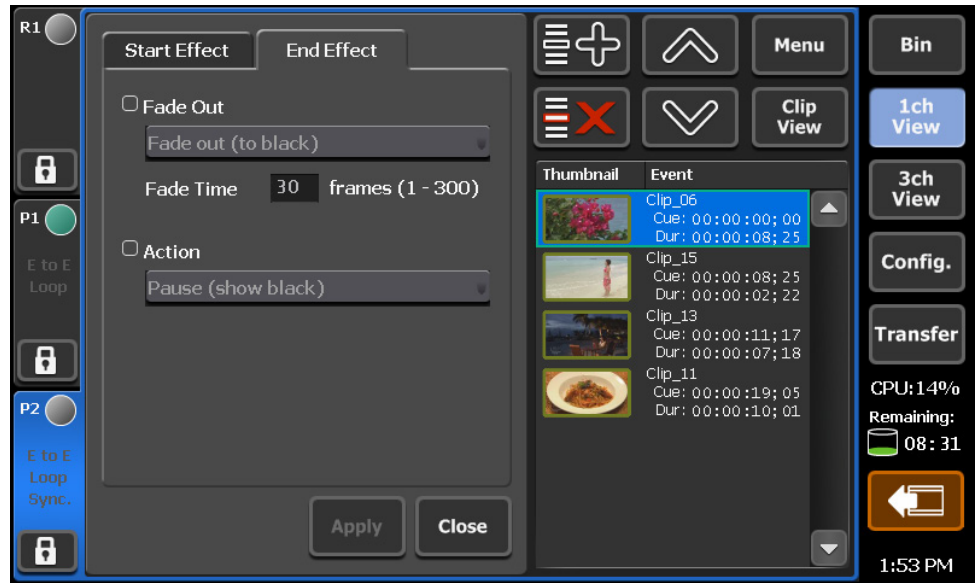 R1
P1
E to E
Loop
P2
E to E
Loop
Sync.
Start Effect
End Effect
Fade Out
Fade out (to black)
Fade Time 30 frames (1 - 300)
Action
Pause (show black)
Apply
Close
Menu
Clip
View
Thumbnail Event
Clip_06
Cue: 00:00:00;00
Dur: 00:00:08;25
Clip_15
Cue: 00:00:08;25
Dur: 00:00:02;22
Clip_13
Cue: 00:00:11;17
Dur: 00:00:07;18
Clip_11
Cue: 00:00:19;05
Dur: 00:00:10;01
Bin
1ch
View
3ch
View
Config.
Transfer
CPU:14%
Remaining:
08:31
1:53 PM